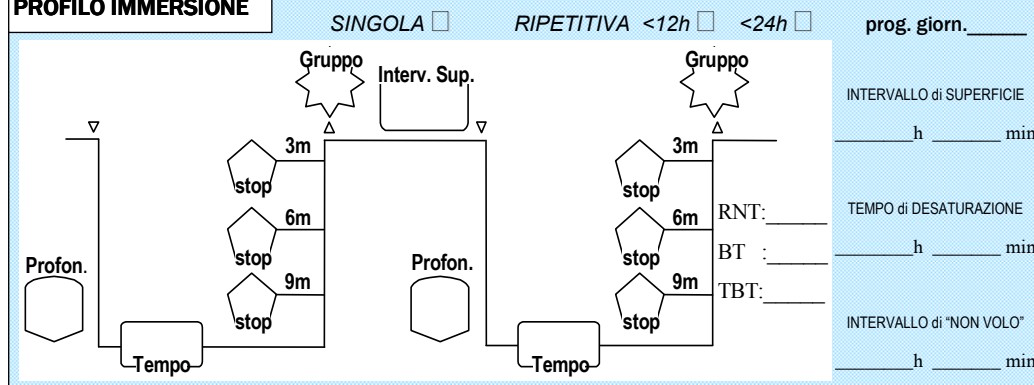 PROFILO IMMERSIONE
SINGOLA □ RIPETITIVA <12h □ <24h □ prog. giorn.______
Gruppo Interv. Sup. Gruppo
INTERVALLO di SUPERFICIE
________h _______ min
3m 3m
stop stop
6m 6m RNT:_____
TEMPO di DESATURAZIONE
stop stop BT :_____
________h _______ min
Profon. Profon.
9m 9m TBT:_____
stop stop
INTERVALLO di “NON VOLO”
Tempo Tempo
________h _______ min